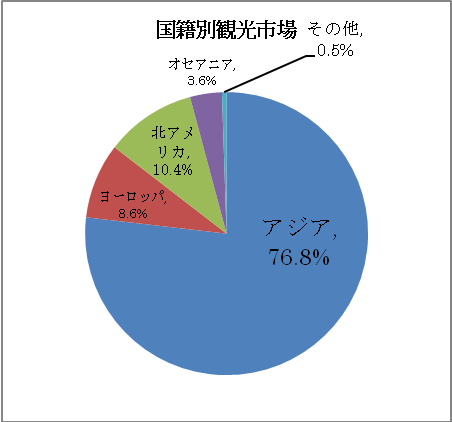 国籍別観光市場
その他,
0.5%
オセアニア,
3.6%
北アメ
リカ,
10.4%
ヨーロッパ,
8.6%
アジア,
76.8%